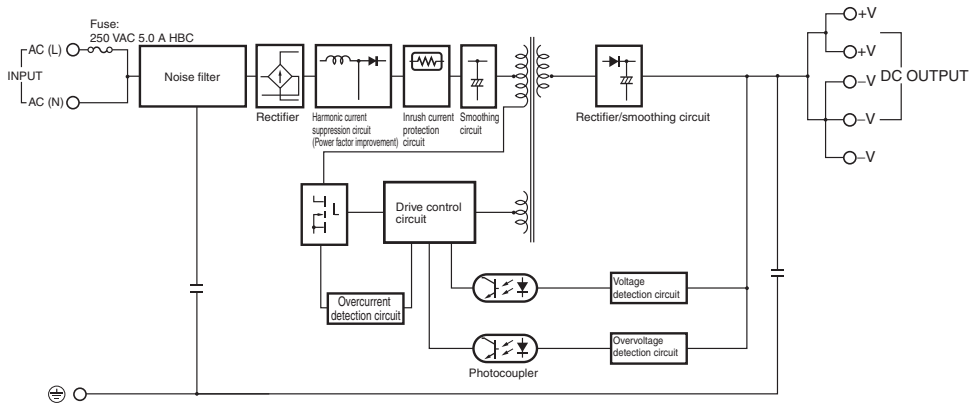 Fuse:
250 VAC 5.0 A HBC
AC (L)
INPUT
AC (N)
Noise filter
Rectifier
Harmonic current
suppression circuit
(Power factor improvement)
Inrush current
protection
circuit
Smoothing
circuit
Rectifier/smoothing circuit
+V
+V
−V
DC OUTPUT
−V
−V
Drive control
circuit
Overcurrent
detection circuit
Voltage
detection circuit
Overvoltage
detection circuit
Photocoupler